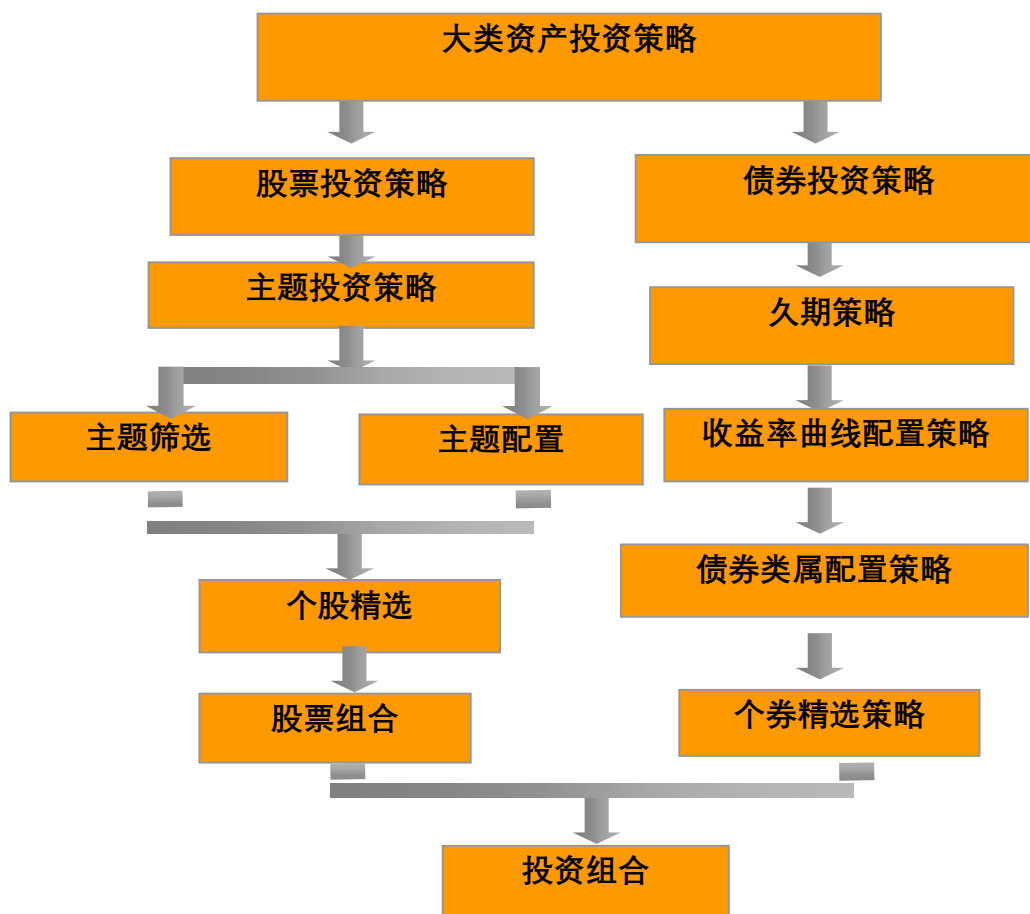 大类资产投资策略
股票投资策略
债券投资策略
主题投资策略
久期策略
主题筛选
主题配置
收益率曲线配置策略
债券类属配置策略
个股精选
股票组合
个券精选策略
投资组合